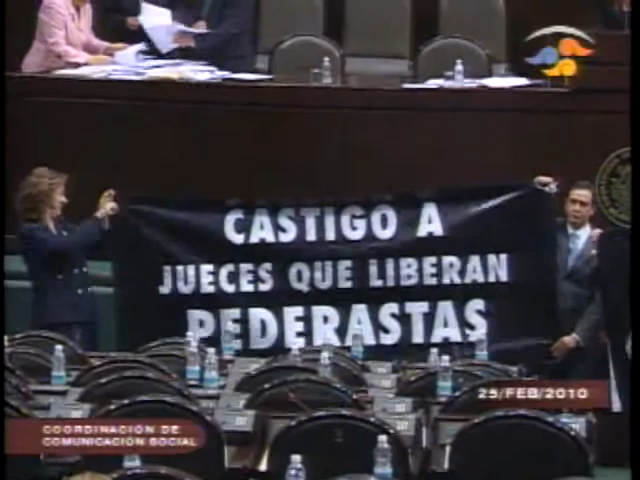 CASTIGO A
JUECES QUE LIBERAN
PEDERASTAS
25/FEB/2010
COORDINACIÓN DE
COMUNICACIÓN SOCIAL